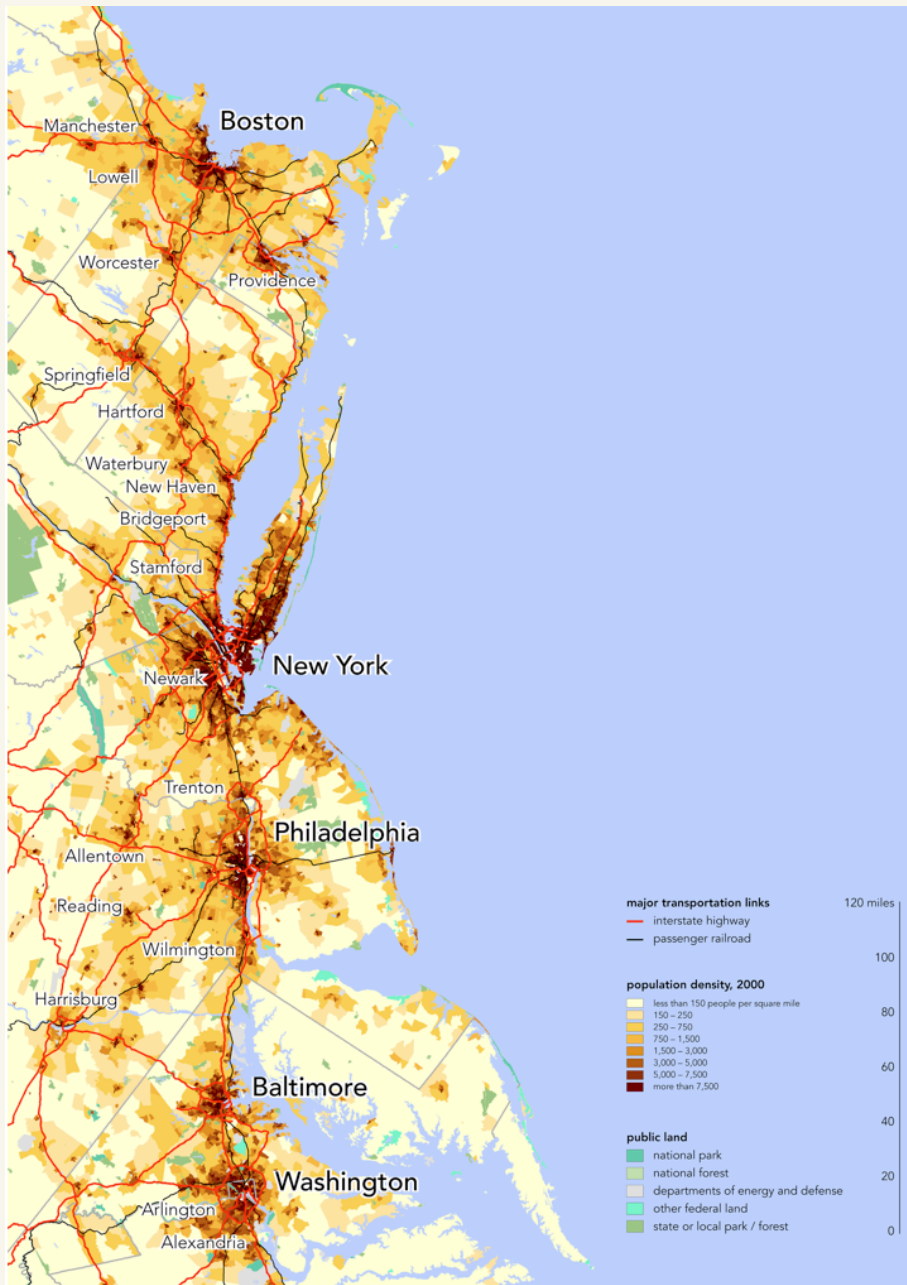 Boston
Manchester
Lowell
Worcester
Providence
Springfield
Hartford
Waterbury
New Haven
Bridgeport
Stamford
New York
Newark
Trenton
Philadelphia
Allentown
Reading
Wilmington
Harrisburg
Baltimore
Washington
Arlington
Alexandria
major transportation links
interstate highway
passenger railroad
population density, 2000
less than 150 people per square mile
150 – 250
250 – 750
750 – 1,500
1,500 – 3,000
3,000 – 5,000
5,000 – 7,500
more than 7,500
public land
national park
national forest
departments of energy and defense
other federal land
state or local park / forest
120 miles
100
80
60
40
20
0